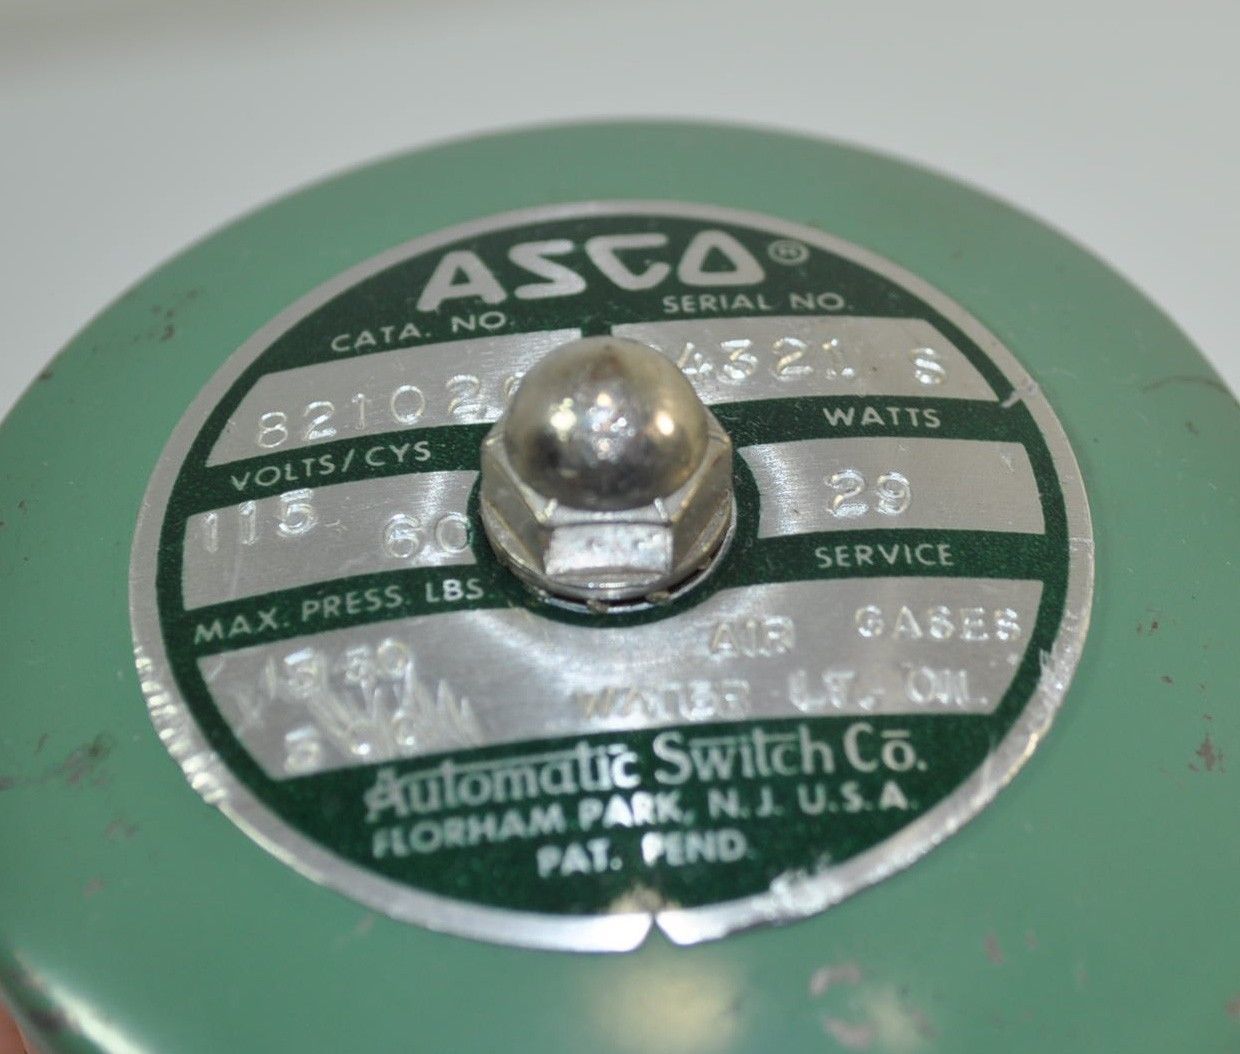 ASCO®
CATA. NO. SERIAL NO.
82102 4321 S
VOLTS/CYS WATTS
115 60 29
MAX. PRESS. LBS. SERVICE
AIR GASES
WATER LT. OIL
Automatic Switch Co.
FLORHAM PARK, N.J. U.S.A.
PAT. PEND.